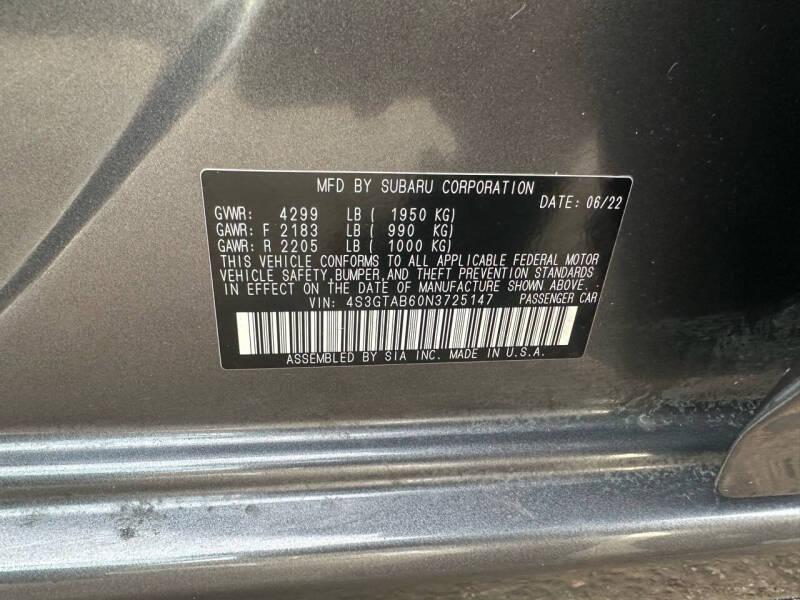 MFD BY SUBARU CORPORATION
DATE: 06/22
GVWR: 4299 LB ( 1950 KG)
GAWR: F 2183 LB ( 990 KG)
GAWR: R 2205 LB ( 1000 KG)
THIS VEHICLE CONFORMS TO ALL APPLICABLE FEDERAL MOTOR
VEHICLE SAFETY, BUMPER, AND THEFT PREVENTION STANDARDS
IN EFFECT ON THE DATE OF MANUFACTURE SHOWN ABOVE.
VIN: 4S3GTAB60N3725147 PASSENGER CAR
ASSEMBLED BY SIA INC. MADE IN U.S.A.